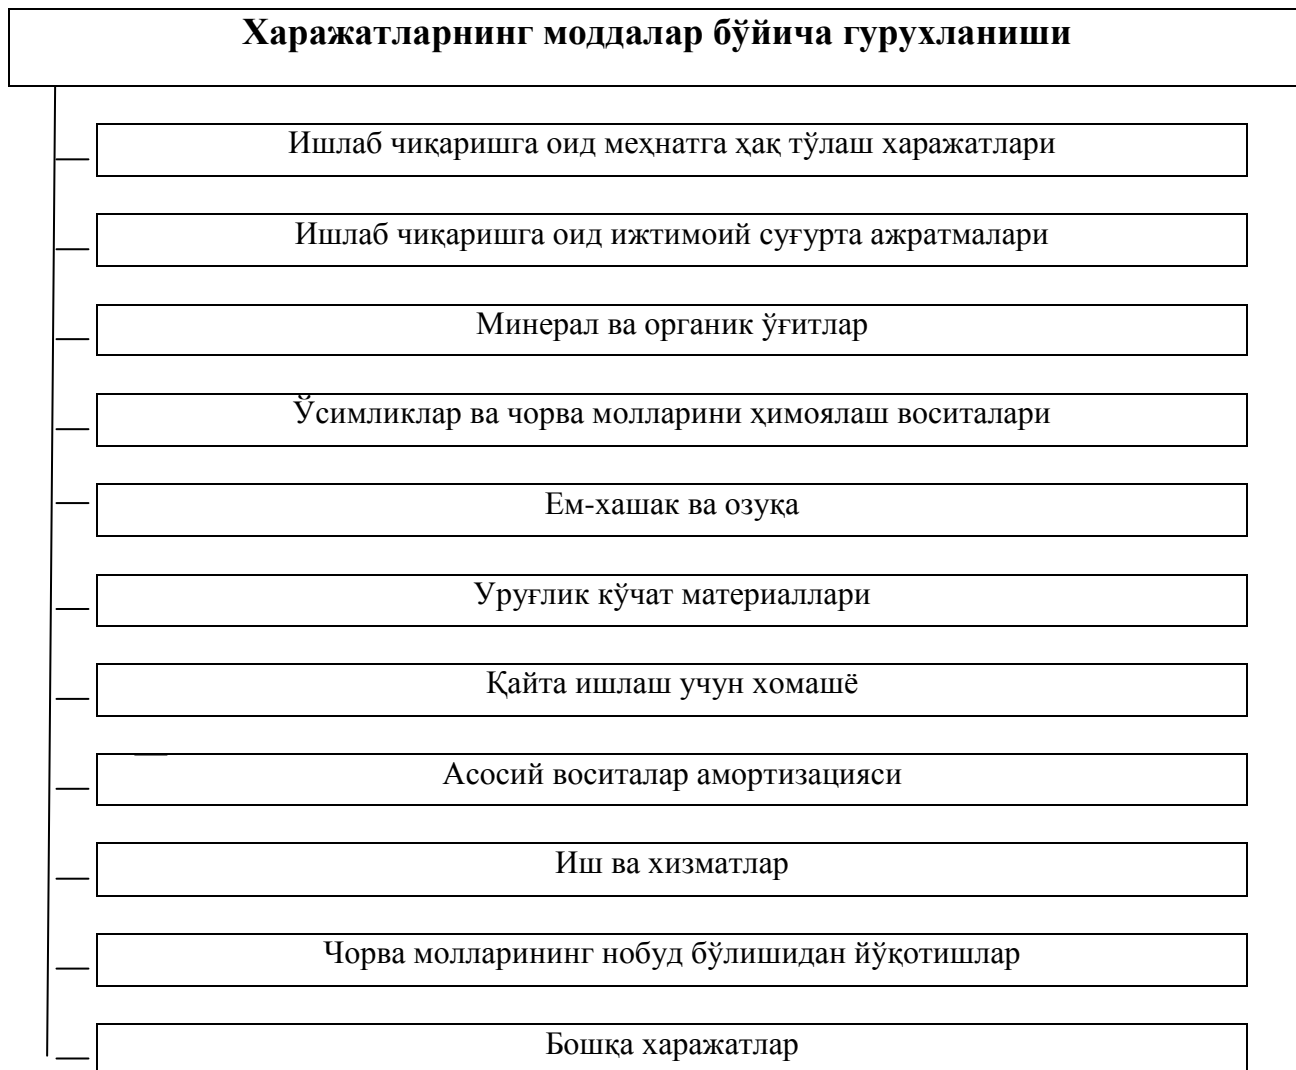 Харажатларнинг моддалар бўйича гурухланиши
Ишлаб чиқаришга оид меҳнатга ҳақ тўлаш харажатлари
Ишлаб чиқаришга оид ижтимоий суғурта ажратмалари
Минерал ва органик ўғитлар
Ўсимликлар ва чорва молларини ҳимоялаш воситалари
Ем-хашак ва озуқа
Уруғлик кўчат материаллари
Қайта ишлаш учун хомашё
Асосий воситалар амортизацияси
Иш ва хизматлар
Чорва молларининг нобуд бўлишидан йўқотишлар
Бошқа харажатлар